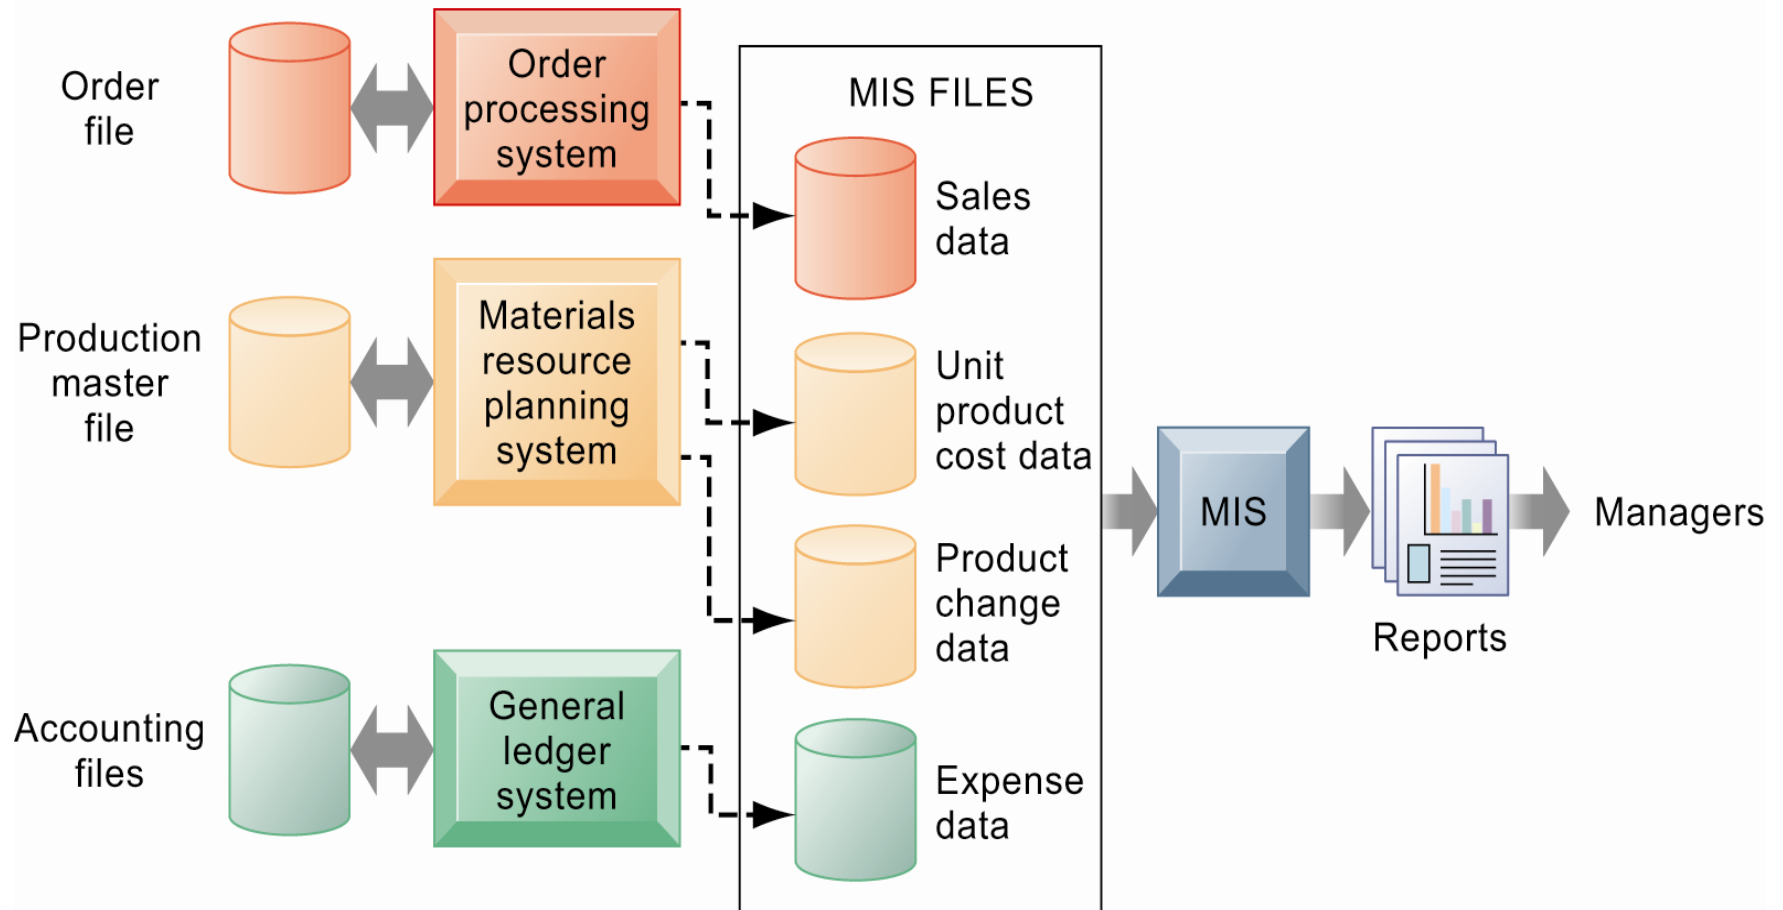 Order
file
Order
processing
system
MIS FILES
Sales
data
Production
master
file
Materials
resource
planning
system
Unit
product
cost data
Product
change
data
Accounting
files
General
ledger
system
Expense
data
MIS
Reports
Managers